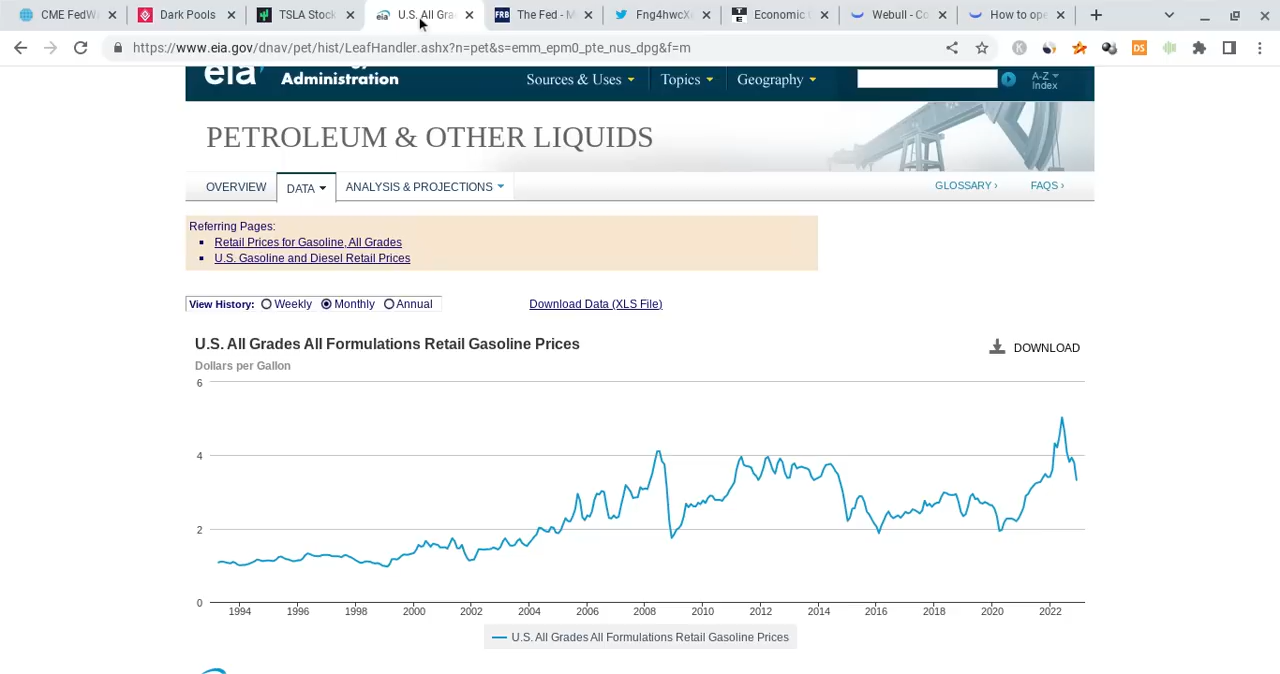 CME FedW
Dark Pools
TSLA Stock
U.S. All Gra
The Fed - M
Fng4hwcX
Economic
Webull - Co
How to ope
https://www.eia.gov/dnav/pet/hist/LeafHandler.ashx?n=pet&s=emm_epm0_pte_nus_dpg&f=m
eia
Administration
Sources & Uses
Topics
Geography
A-Z
Index
PETROLEUM & OTHER LIQUIDS
OVERVIEW
DATA
ANALYSIS & PROJECTIONS
GLOSSARY ›
FAQS ›
Referring Pages:
Retail Prices for Gasoline, All Grades
U.S. Gasoline and Diesel Retail Prices
View History: Weekly Monthly Annual
Download Data (XLS File)
U.S. All Grades All Formulations Retail Gasoline Prices
DOWNLOAD
Dollars per Gallon
6
4
2
0
1994 1996 1998 2000 2002 2004 2006 2008 2010 2012 2014 2016 2018 2020 2022
U.S. All Grades All Formulations Retail Gasoline Prices